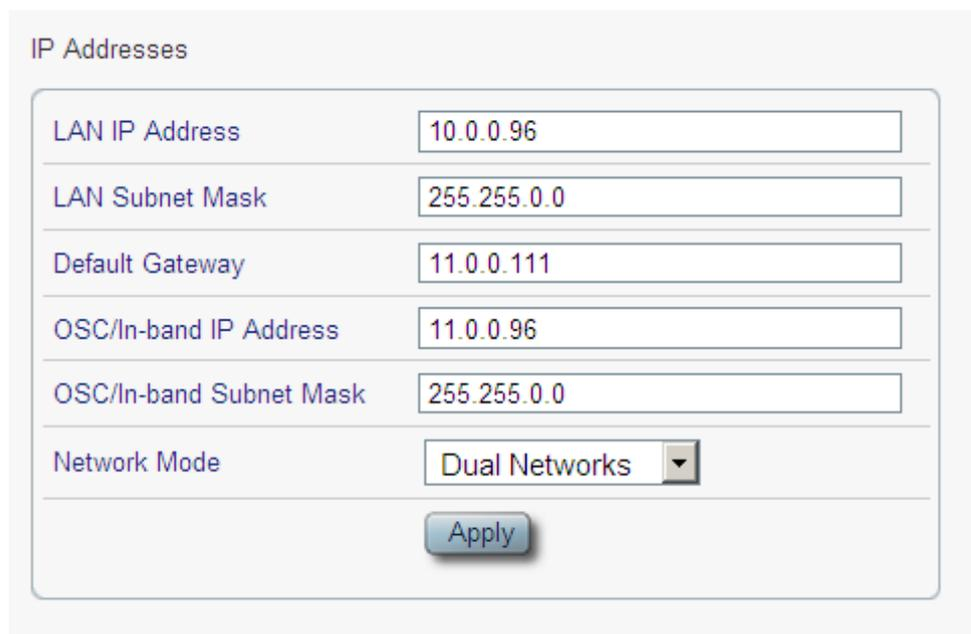 IP Addresses
LAN IP Address 10.0.0.96
LAN Subnet Mask 255.255.0.0
Default Gateway 11.0.0.111
OSC/In-band IP Address 11.0.0.96
OSC/In-band Subnet Mask 255.255.0.0
Network Mode Dual Networks
Apply